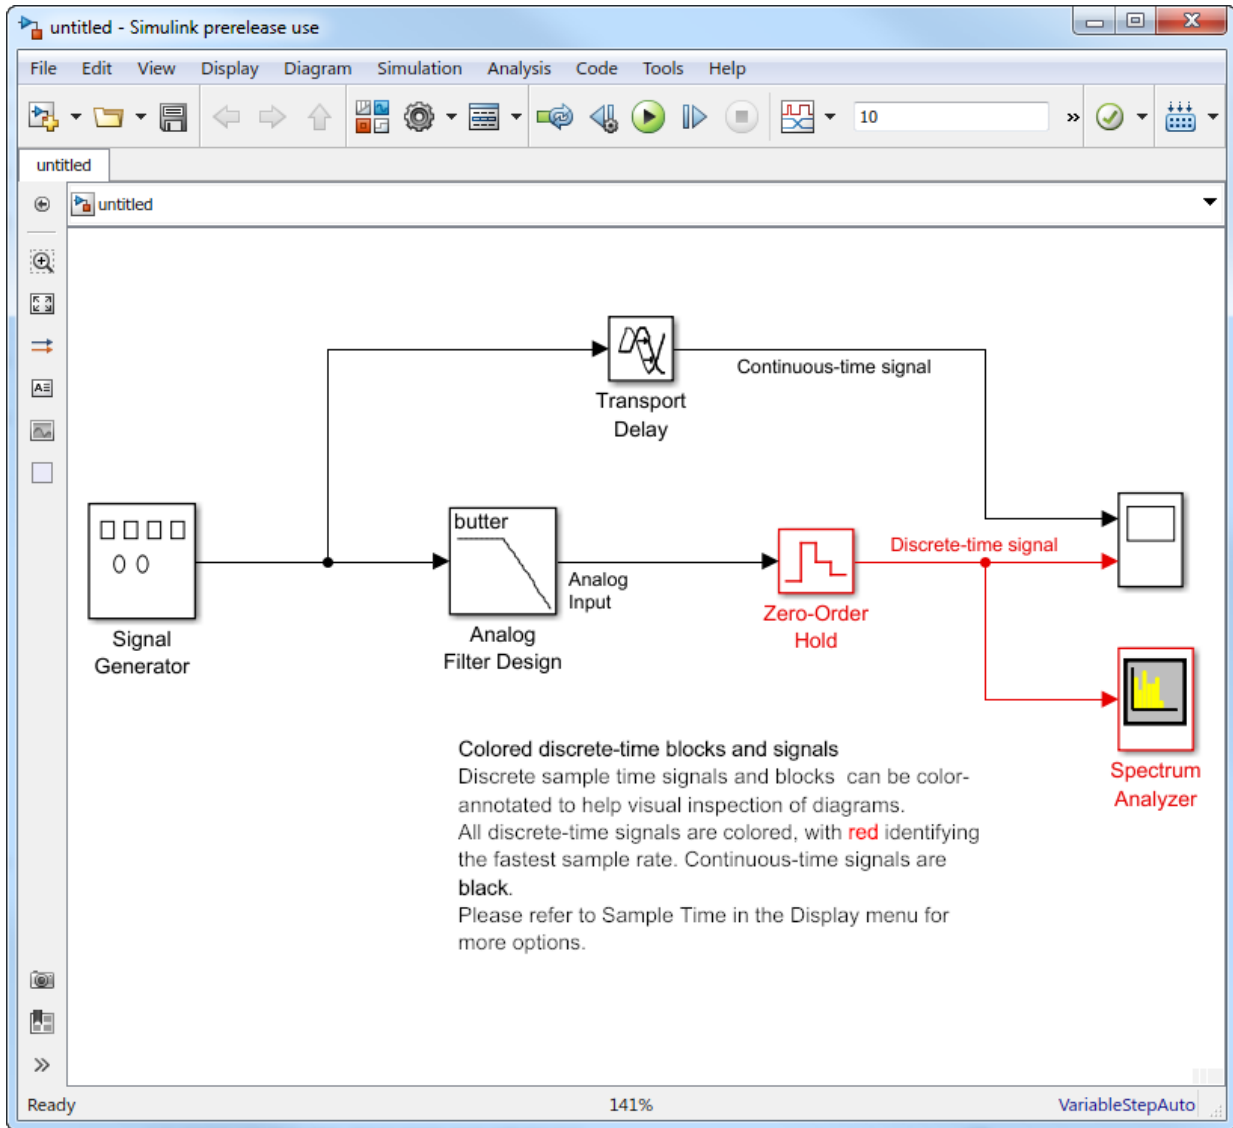 untitled - Simulink prerelease use
File Edit View Display Diagram Simulation Analysis Code Tools Help
10
untitled
untitled
Continuous-time signal
Transport
Delay
butter
Discrete-time signal
Analog
Input
Signal
Generator
Analog
Filter Design
Zero-Order
Hold
Spectrum
Analyzer
Colored discrete-time blocks and signals
Discrete sample time signals and blocks  can be color-
annotated to help visual inspection of diagrams.
All discrete-time signals are colored, with red identifying
the fastest sample rate. Continuous-time signals are
black.
Please refer to Sample Time in the Display menu for
more options.
Ready 141% VariableStepAuto